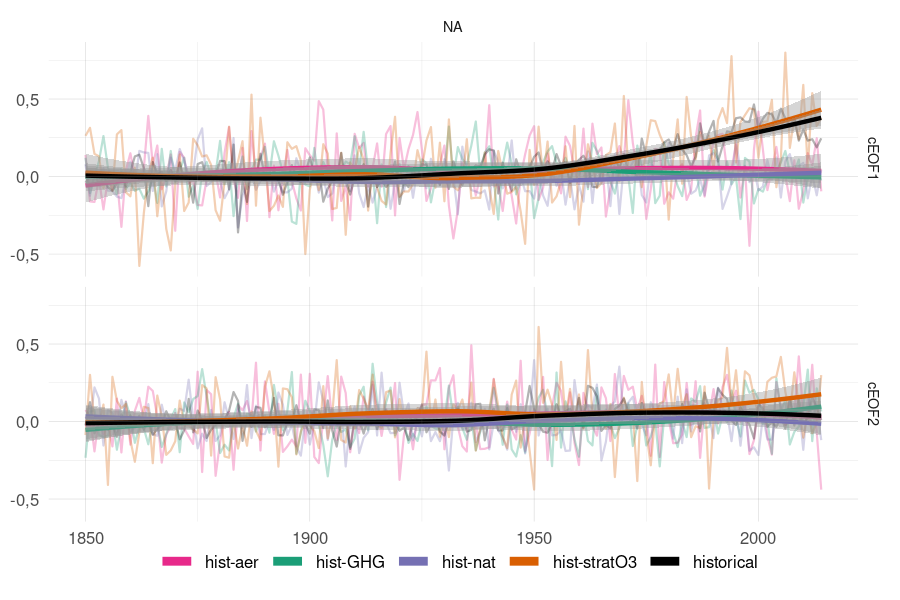 NA
0,5
0,0
-0,5
cEOF1
0,5
0,0
-0,5
cEOF2
1850 1900 1950 2000
hist-aer hist-GHG hist-nat hist-stratO3 historical